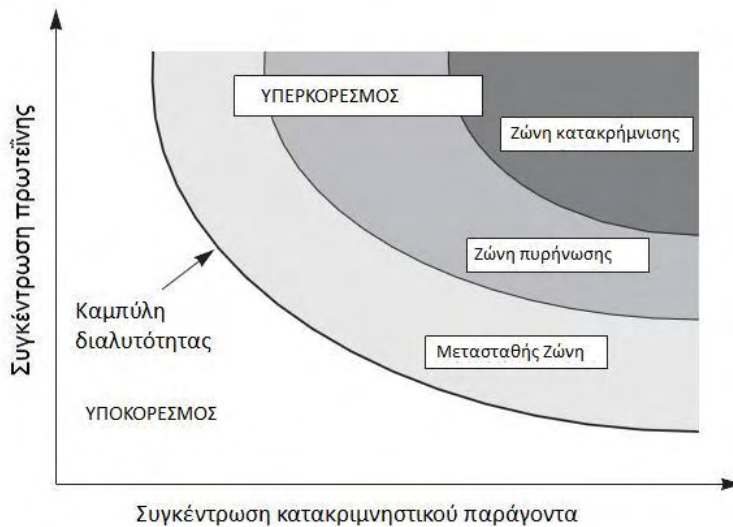 Συγκέντρωση πρωτεΐνης
ΥΠΕΡΚΟΡΕΣΜΟΣ
Ζώνη κατακρήμνισης
Ζώνη πυρήνωσης
Καμπύλη
διαλυτότητας
Μετασταθής Ζώνη
ΥΠΟΚΟΡΕΣΜΟΣ
Συγκέντρωση κατακριμνηστικού παράγοντα